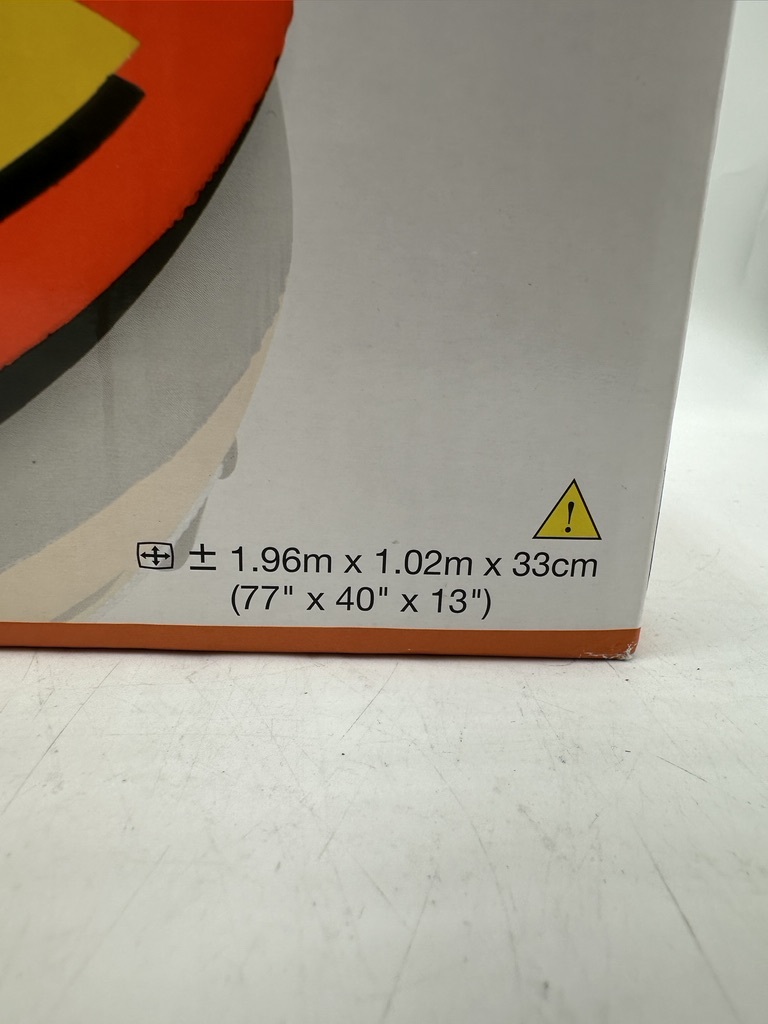 ± 1.96m x 1.02m x 33cm
(77" x 40" x 13")